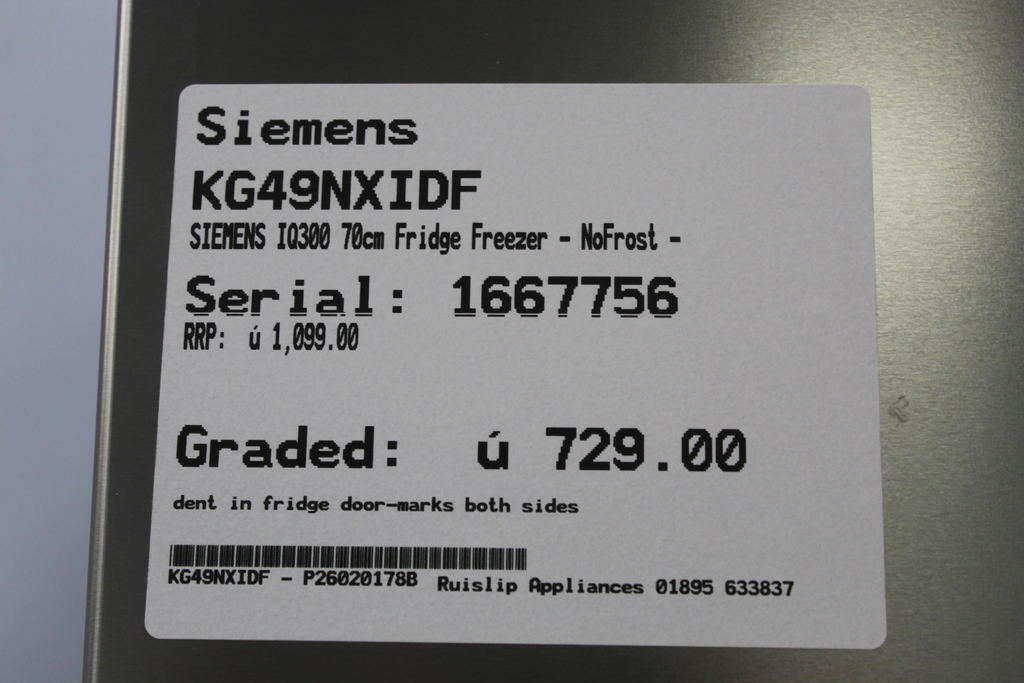 Siemens
KG49NXIDF
SIEMENS IQ300 70cm Fridge Freezer - NoFrost -
Serial: 1667756
RRP: ú 1,099.00
Graded: ú 729.00
dent in fridge door-marks both sides
KG49NXIDF - P26020178B Ruislip Appliances 01895 633837